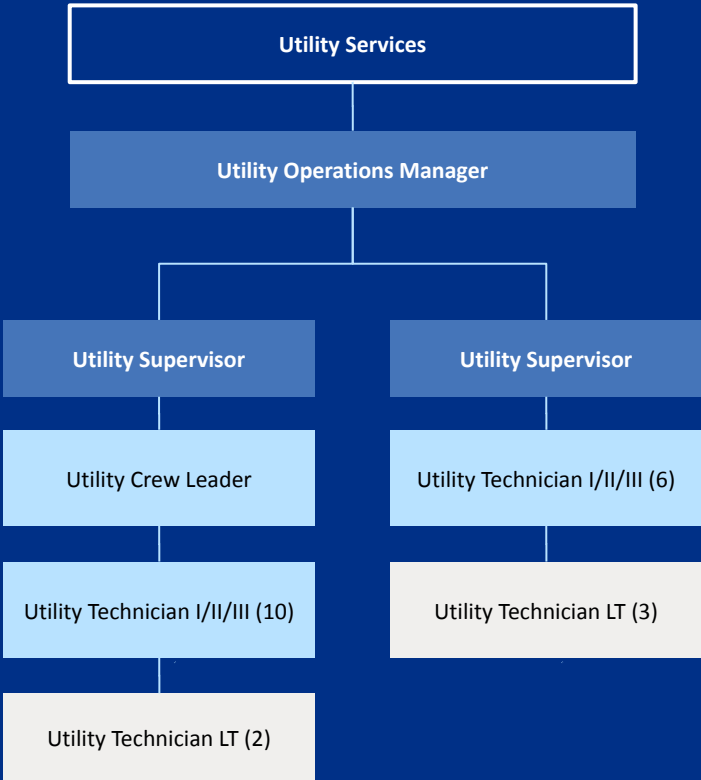 Utility Services
Utility Operations Manager
Utility Supervisor
Utility Supervisor
Utility Crew Leader
Utility Technician I/II/III (6)
Utility Technician I/II/III (10)
Utility Technician LT (3)
Utility Technician LT (2)